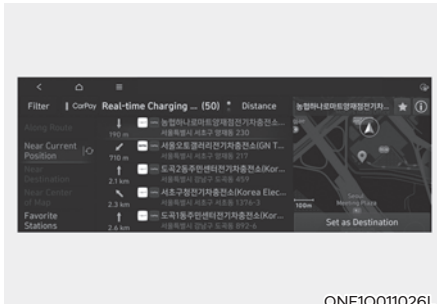 Filter
CarPay
Real-time Charging ... (50)
Distance
농협하나로마트양재점전기차...
Along Route
190 m
농협하나로마트양재점전기차충전소...
서울특별시 서초구 양재동 230
Near Current
Position
710 m
서울오토갤러리전기차충전소(GN T...
서울특별시 서초구 양재동 217
Near
Destination
2.1 km
도곡2동주민센터전기차충전소(Kor...
서울특별시 강남구 도곡동 459
Near Center
of Map
2.3 km
서초구청전기차충전소(Korea Elec...
서울특별시 서초구 서초동 1376-3
Favorite
Stations
2.6 km
도곡1동주민센터전기차충전소(Kor...
서울특별시 강남구 도곡동 892-6
100m
Seoul
Meeting Plaza
Set as Destination
ONE1Q011026L